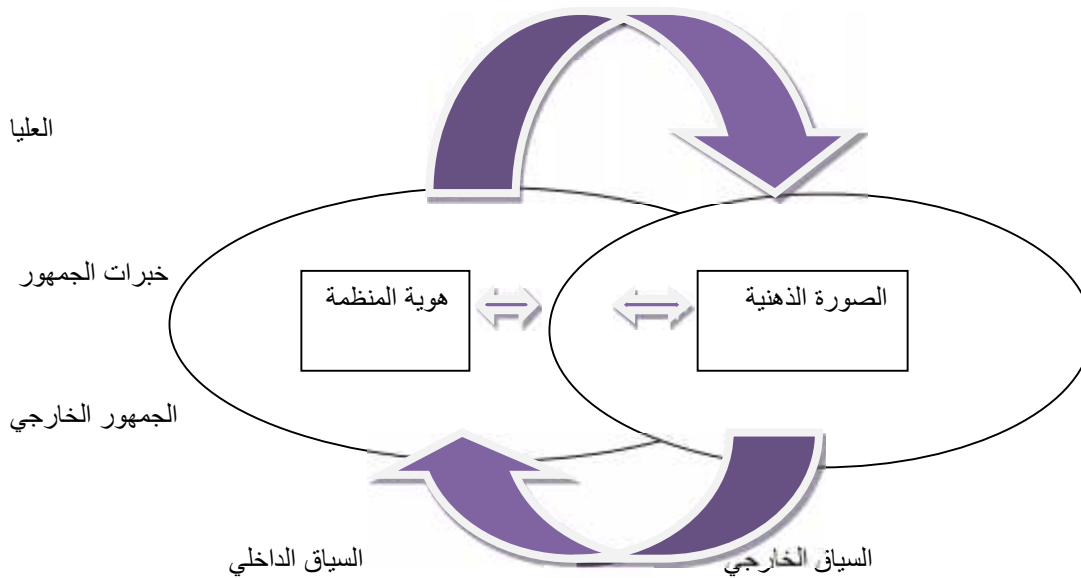 العليا
خبرات الجمهور
الصورة الذهنية
هوية المنظمة
الجمهور الخارجي
السياق الخارجي
السياق الداخلي